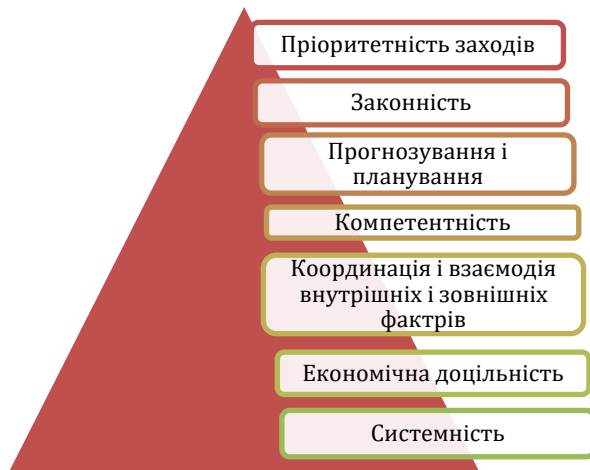 Пріоритетність заходів
Законність
Прогнозування і
планування
Компетентність
Координація і взаємодія
внутрішніх і зовнішніх
фактрів
Економічна доцільність
Системність